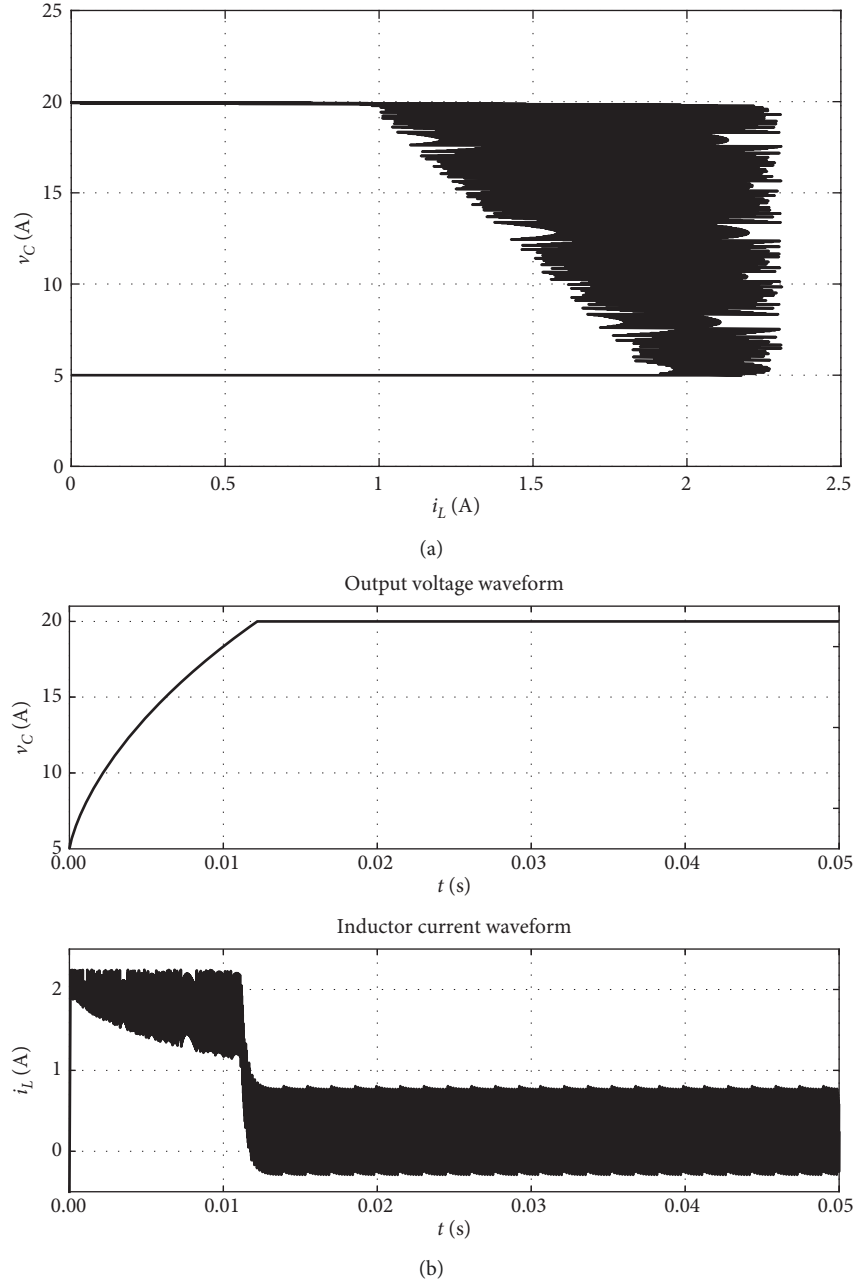 25
20
15
10
5
0
v_C (A)
0 0.5 1 1.5 2 2.5
i_L (A)
(a)
Output voltage waveform
20
15
10
5
v_C (A)
0.00 0.01 0.02 0.03 0.04 0.05
t (s)
Inductor current waveform
2
1
0
i_L (A)
0.00 0.01 0.02 0.03 0.04 0.05
t (s)
(b)